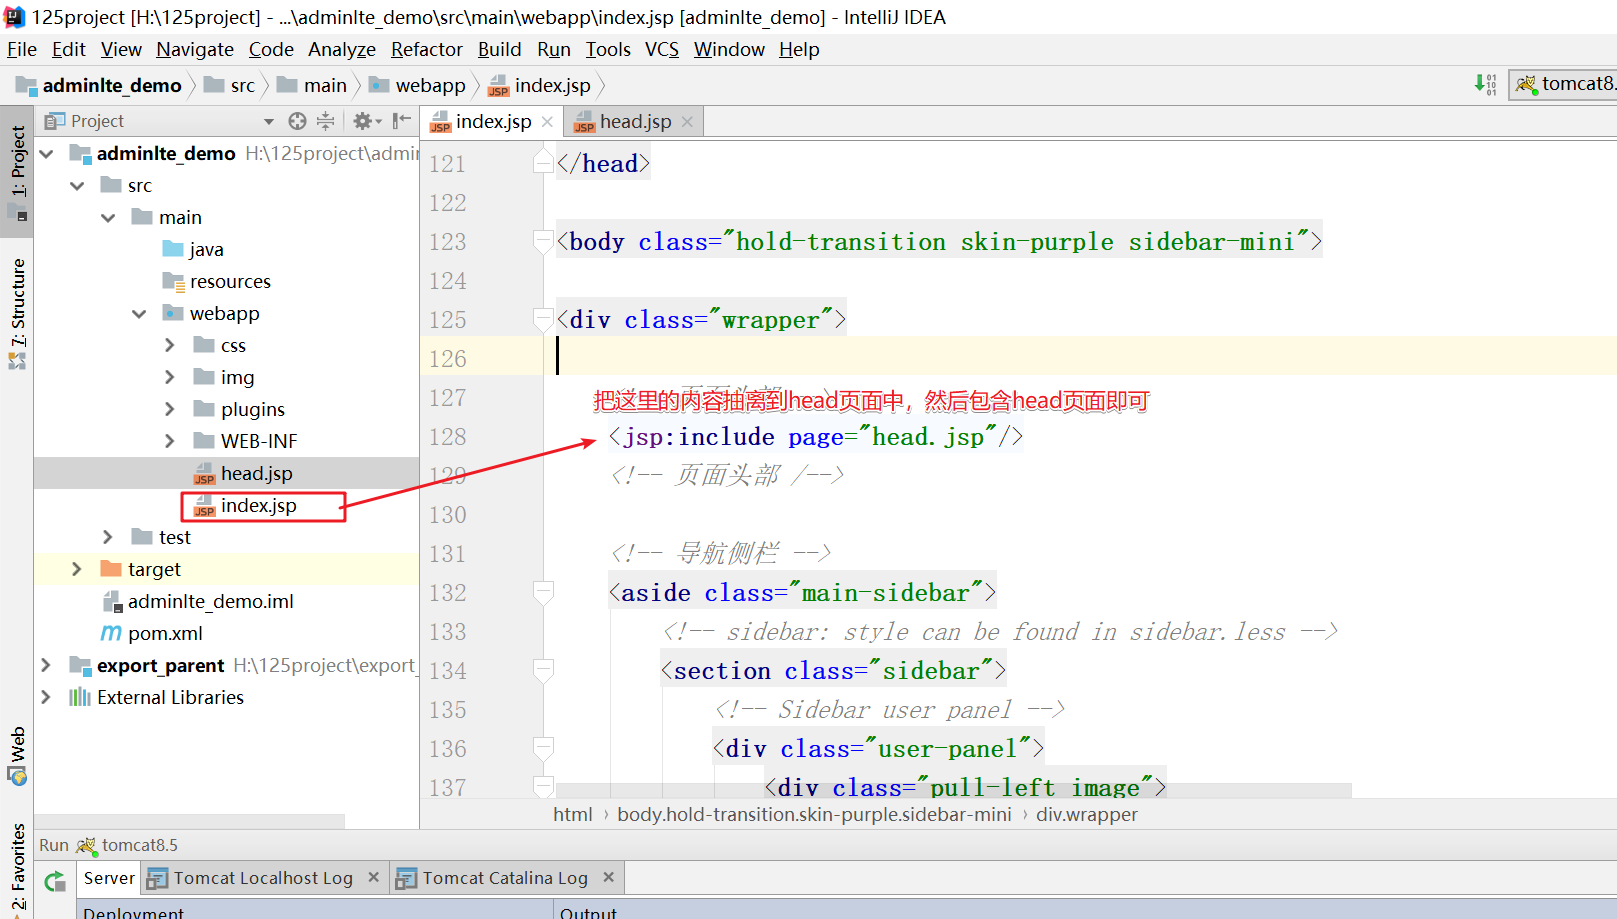 125project [H:\125project] - ...\adminlte_demo\src\main\webapp\index.jsp [adminlte_demo] - IntelliJ IDEA
File Edit View Navigate Code Analyze Refactor Build Run Tools VCS Window Help
adminlte_demo src main webapp index.jsp tomcat8.
1: Project
7: Structure
Web
2: Favorites
Project
adminlte_demo H:\125project\admin
src
main
java
resources
webapp
css
img
plugins
WEB-INF
head.jsp
index.jsp
test
target
adminlte_demo.iml
pom.xml
export_parent H:\125project\export_
External Libraries
index.jsp head.jsp
121 </head>
122
123 <body class="hold-transition skin-purple sidebar-mini">
124
125 <div class="wrapper">
126
127
把这里的内容抽离到head页面中，然后包含head页面即可
128 <jsp:include page="head.jsp"/>
129 <!-- 页面头部 /-->
130
131 <!-- 导航侧栏 -->
132 <aside class="main-sidebar">
133 <!-- sidebar: style can be found in sidebar.less -->
134 <section class="sidebar">
135 <!-- Sidebar user panel -->
136 <div class="user-panel">
137 <div class="pull-left image">
html › body.hold-transition.skin-purple.sidebar-mini › div.wrapper
Run tomcat8.5
Server Tomcat Localhost Log Tomcat Catalina Log
Deployment Output